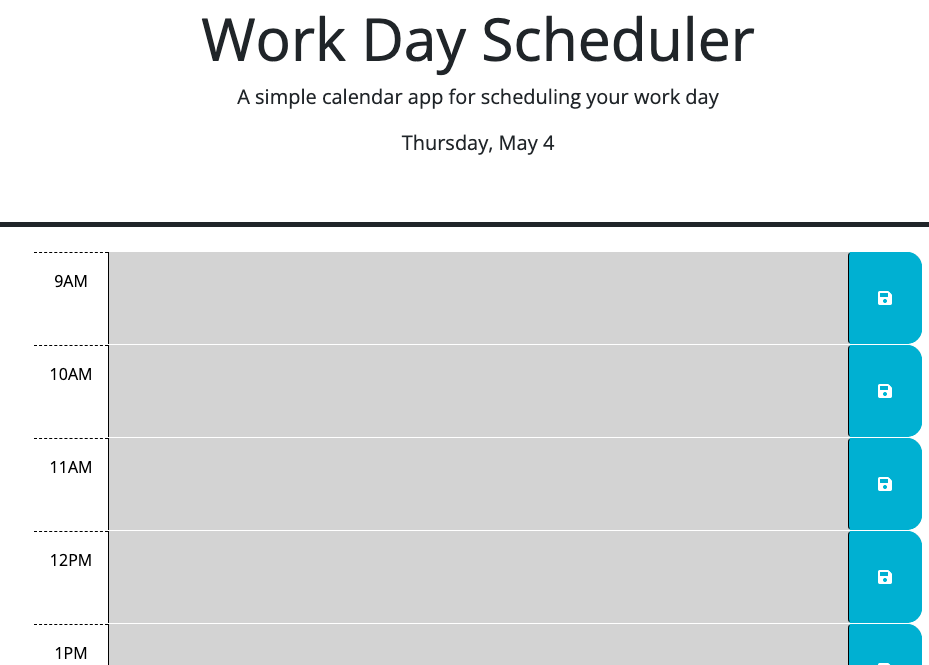 Work Day Scheduler
A simple calendar app for scheduling your work day
Thursday, May 4
9AM
10AM
11AM
12PM
1PM